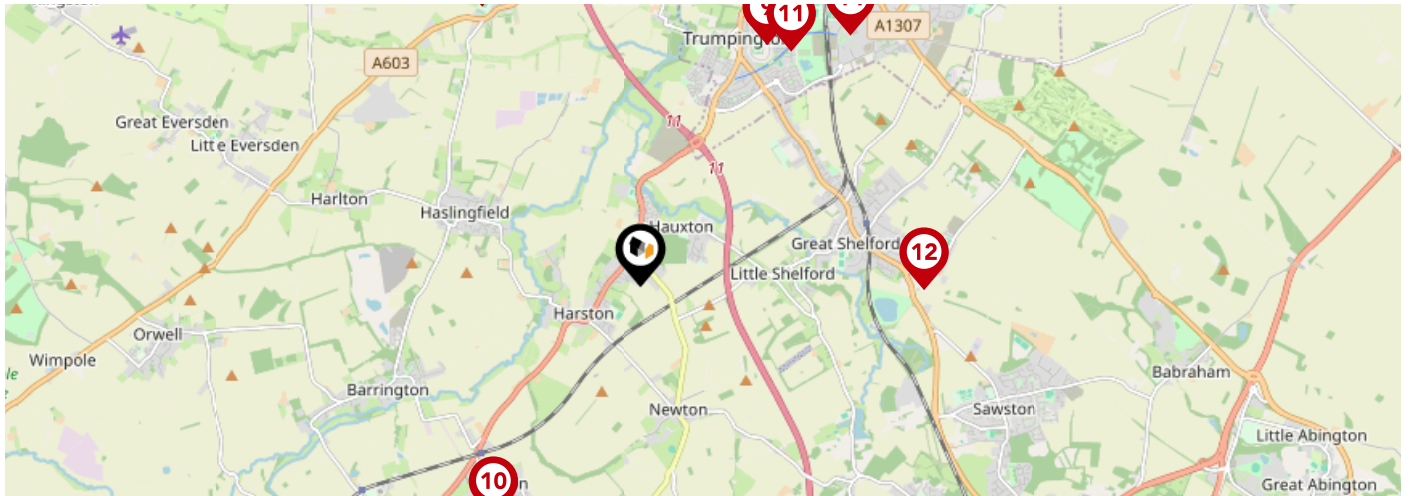 11
A1307
Trumpington
A603
Great Eversden
Little Eversden
11
11
Harlton
Haslingfield
Hauxton
Great Shelford
12
Little Shelford
Harston
Orwell
Wimpole
Barrington
Babraham
Newton
Sawston
Little Abington
10
Great Abington